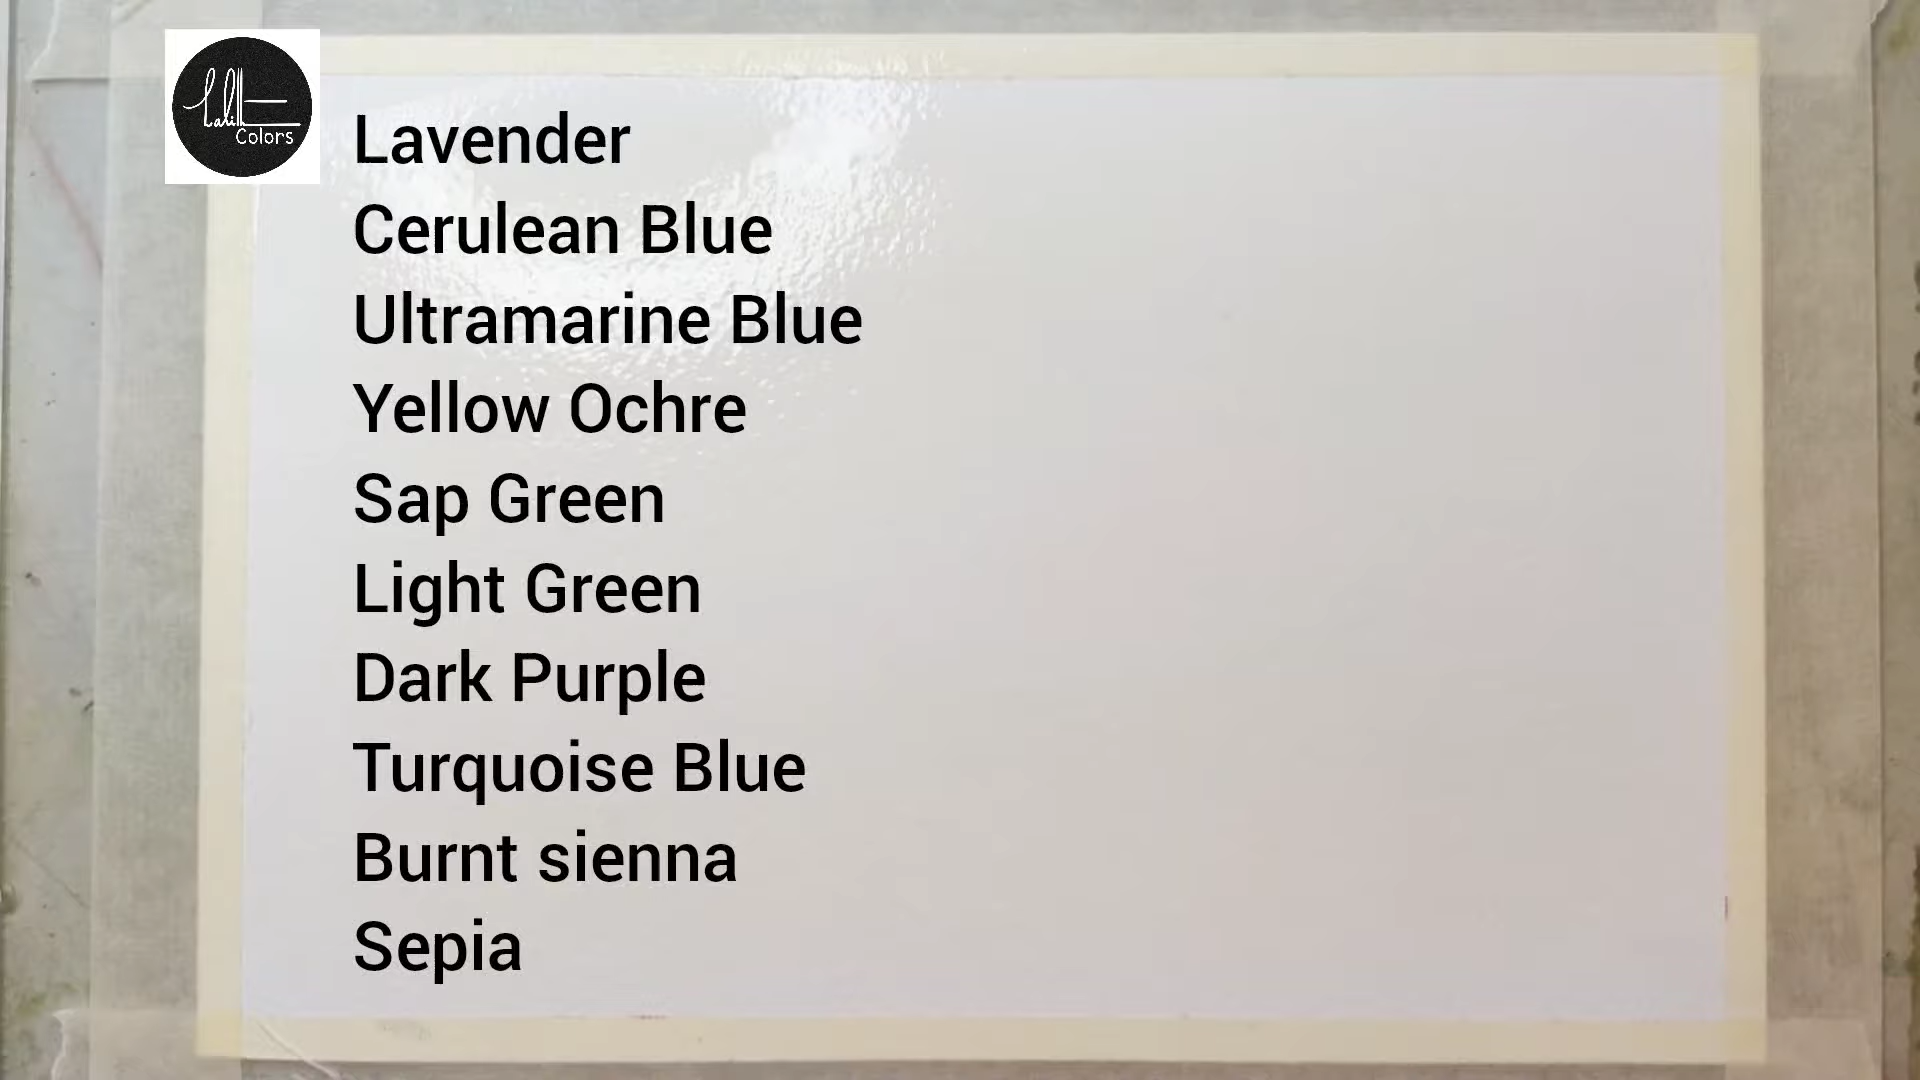 Colors
Lavender
Cerulean Blue
Ultramarine Blue
Yellow Ochre
Sap Green
Light Green
Dark Purple
Turquoise Blue
Burnt sienna
Sepia